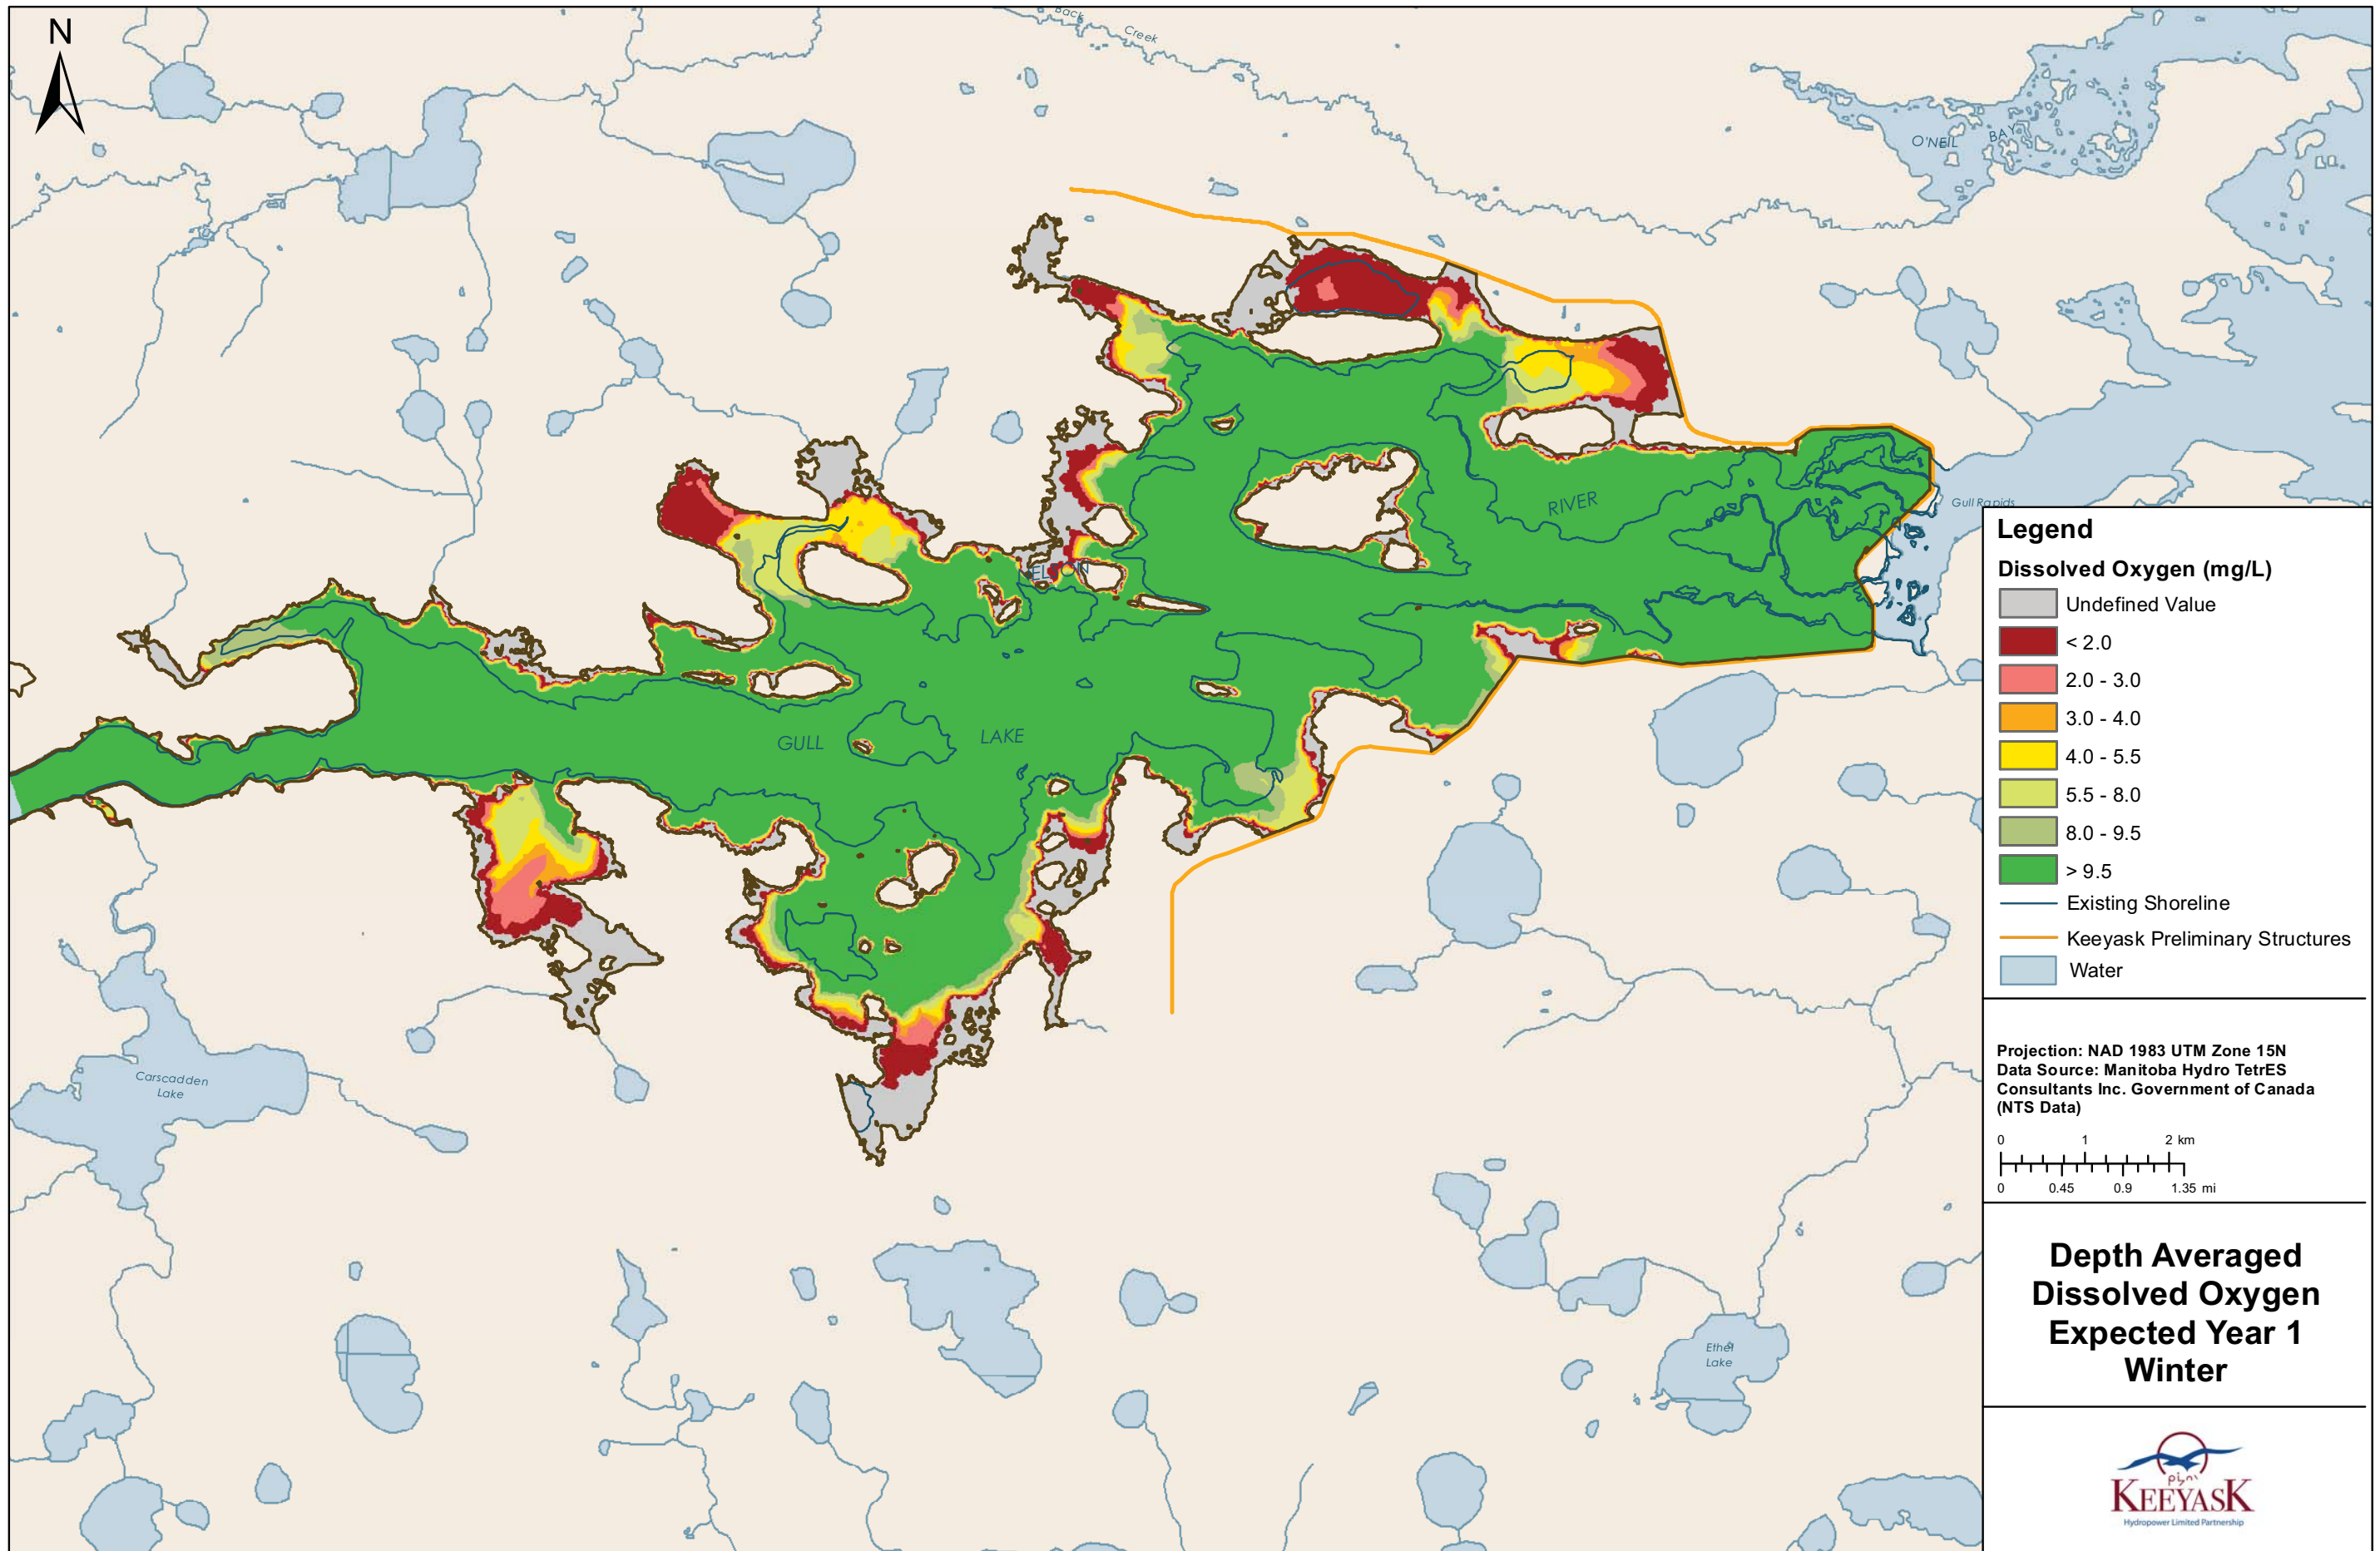 N
Back
Creek
O'NEIL BAY
RIVER
Gull Rapids
NELSON
GULL LAKE
Carscadden
Lake
Ethel
Lake
Legend
Dissolved Oxygen (mg/L)
Undefined Value
< 2.0
2.0 - 3.0
3.0 - 4.0
4.0 - 5.5
5.5 - 8.0
8.0 - 9.5
> 9.5
Existing Shoreline
Keeyask Preliminary Structures
Water
Projection: NAD 1983 UTM Zone 15N
Data Source: Manitoba Hydro TetrES
Consultants Inc. Government of Canada
(NTS Data)
0 1 2 km
0 0.45 0.9 1.35 mi
Depth Averaged
Dissolved Oxygen
Expected Year 1
Winter
KEEYASK
Hydropower Limited Partnership